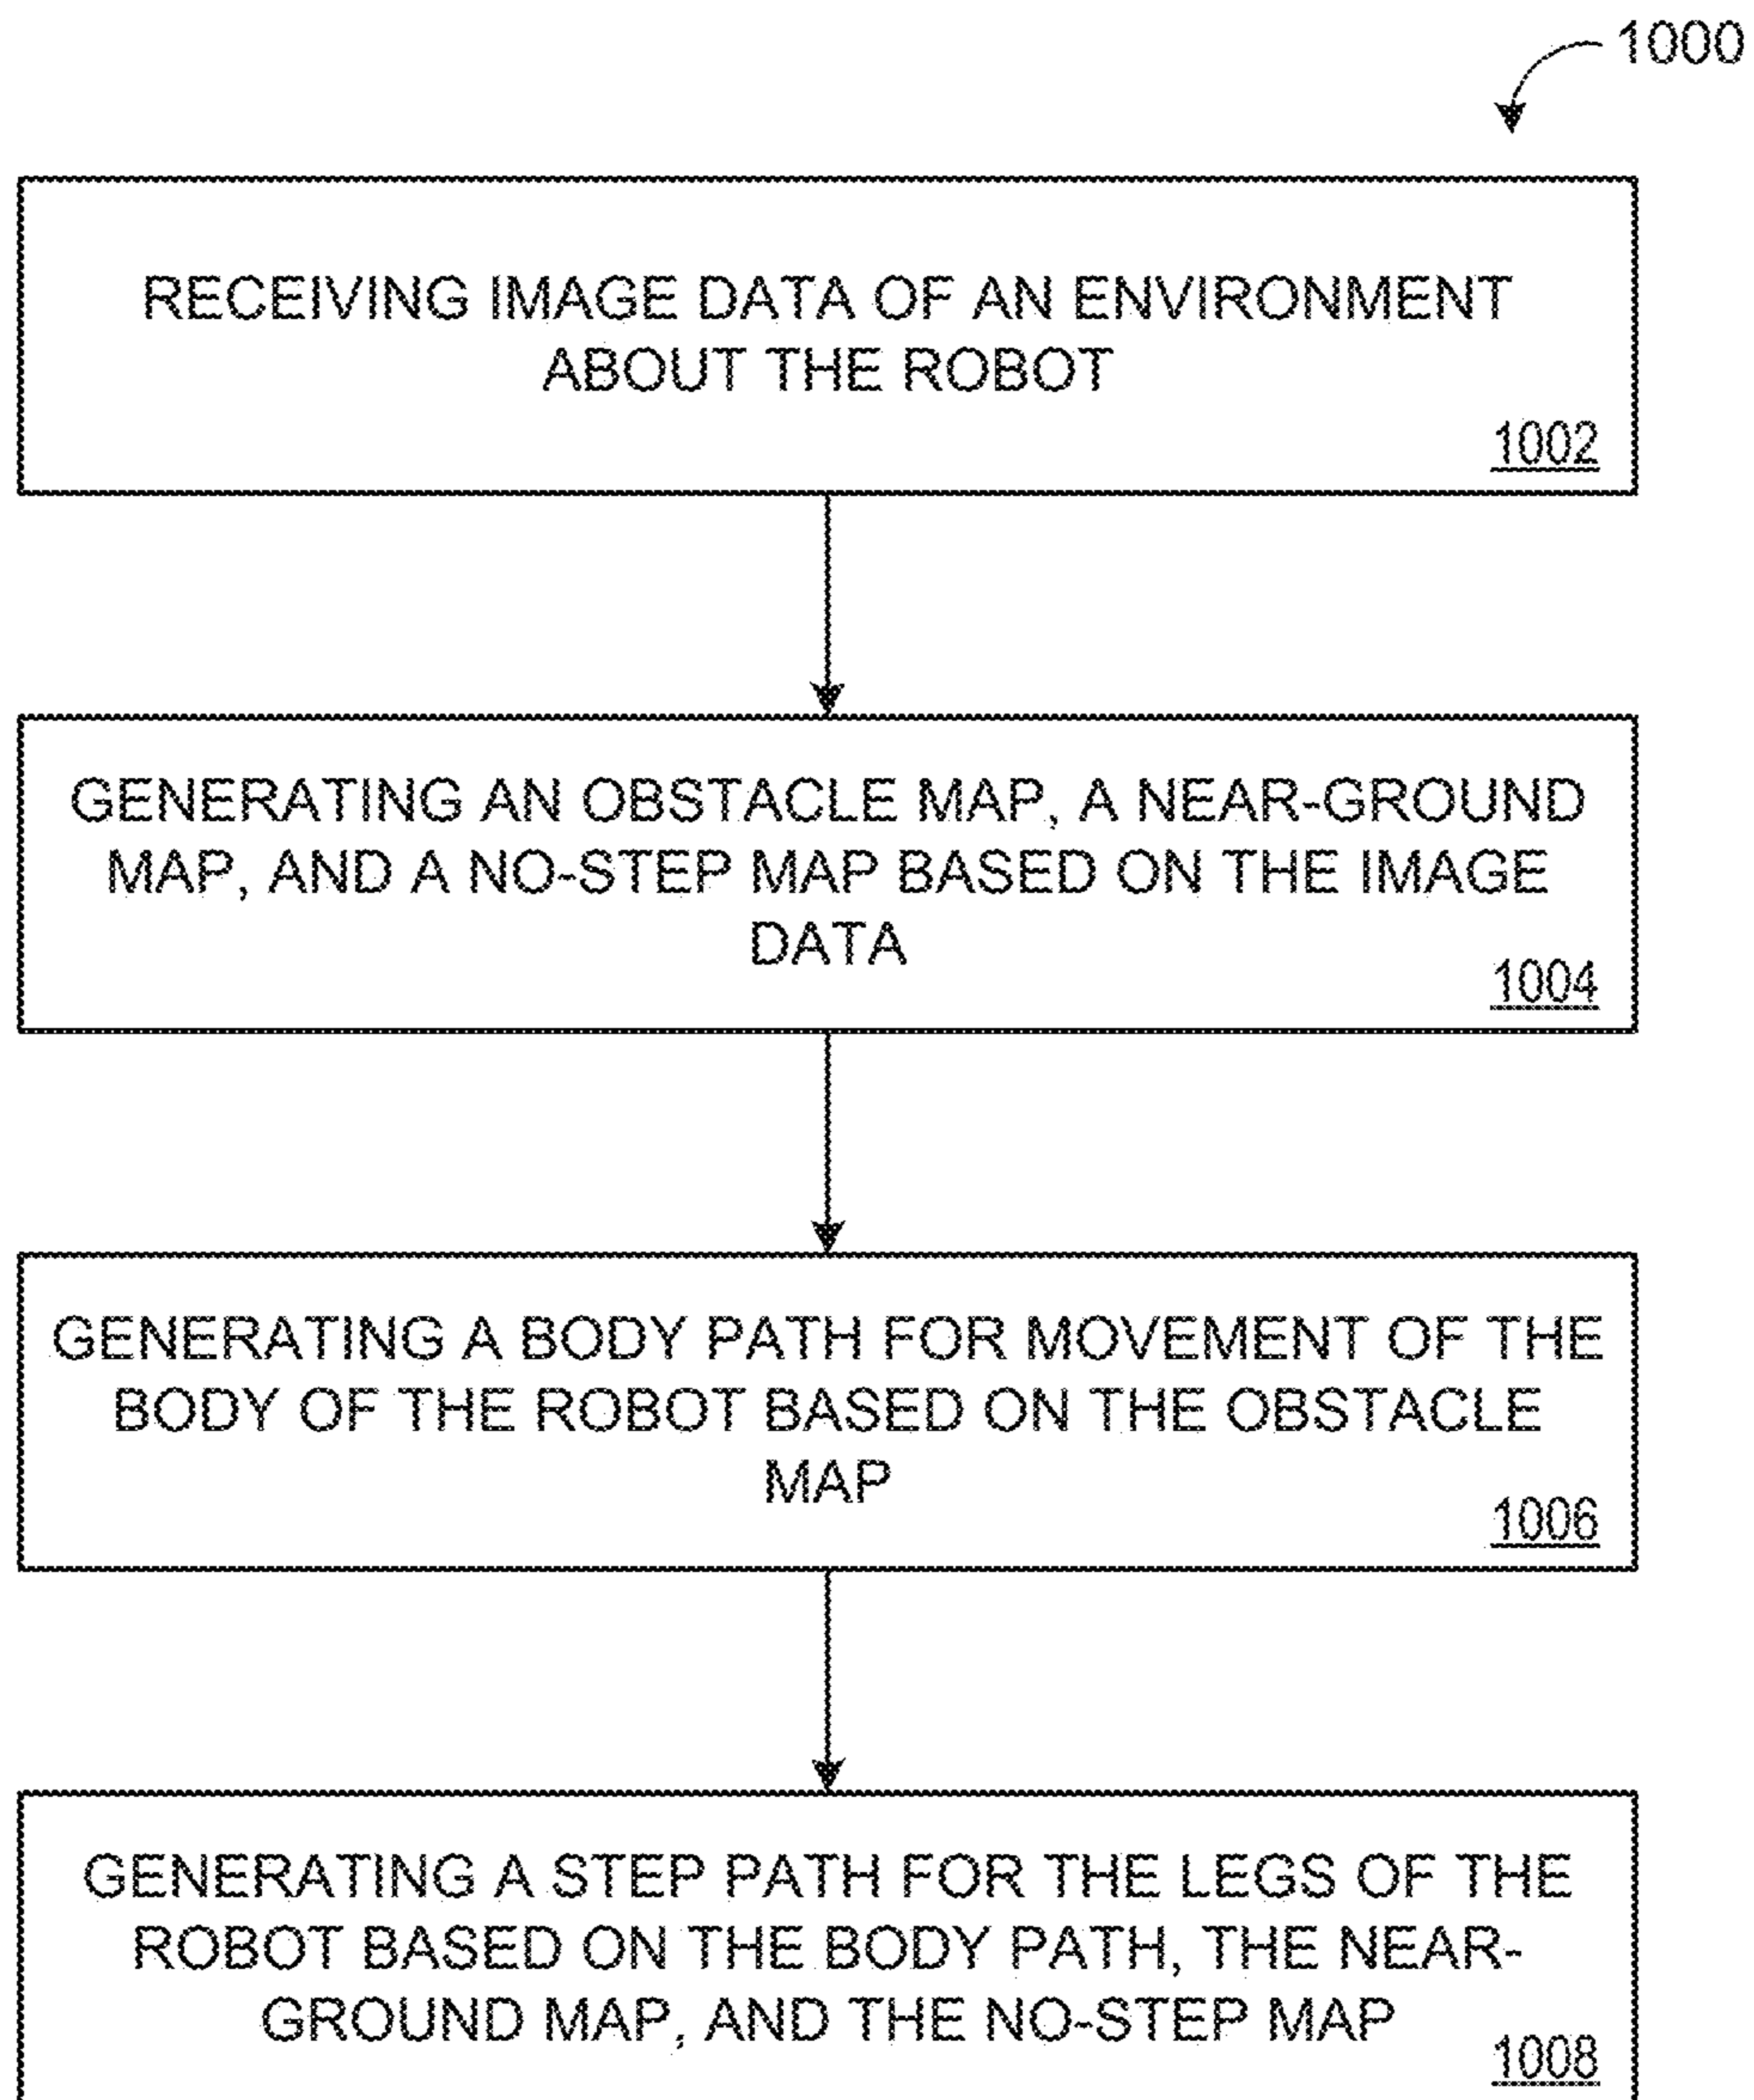 1000
RECEIVING IMAGE DATA OF AN ENVIRONMENT
ABOUT THE ROBOT
1002
GENERATING AN OBSTACLE MAP, A NEAR-GROUND
MAP, AND A NO-STEP MAP BASED ON THE IMAGE
DATA
1004
GENERATING A BODY PATH FOR MOVEMENT OF THE
BODY OF THE ROBOT BASED ON THE OBSTACLE
MAP
1006
GENERATING A STEP PATH FOR THE LEGS OF THE
ROBOT BASED ON THE BODY PATH, THE NEAR-
GROUND MAP, AND THE NO-STEP MAP
1008